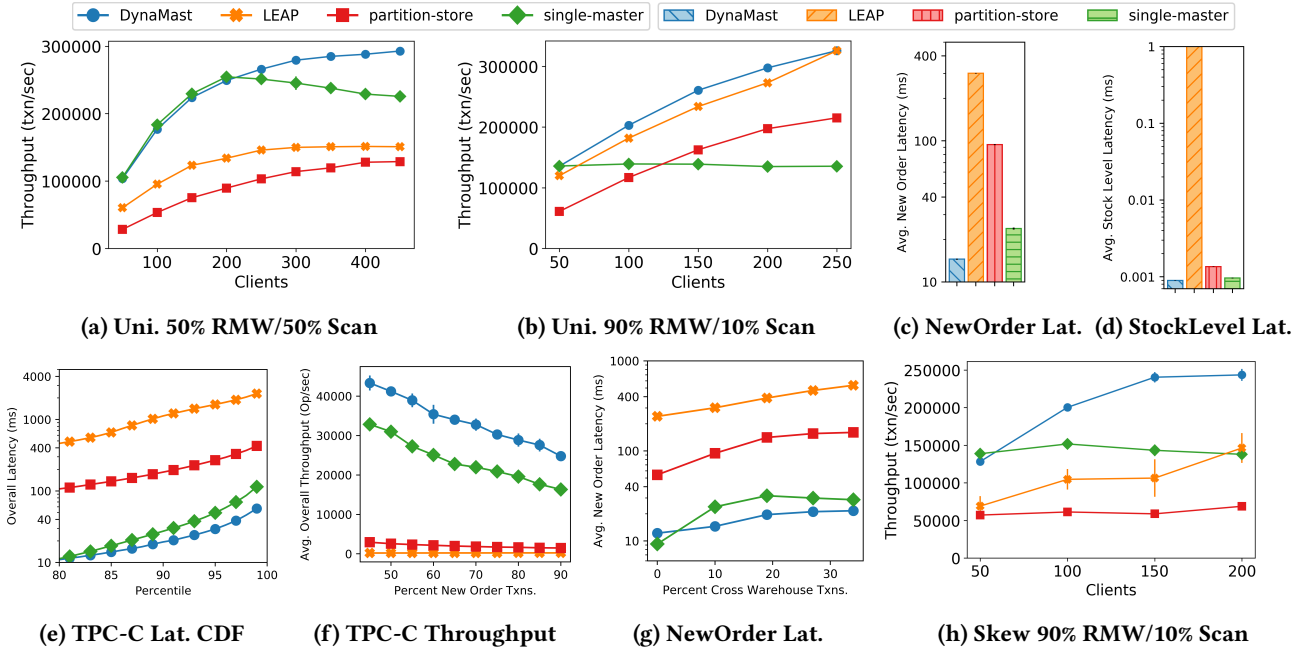 DynaMast LEAP partition-store single-master DynaMast LEAP partition-store single-master
Throughput (txn/sec)
300000
200000
100000
0
100 200 300 400
Clients
(a) Uni. 50% RMW/50% Scan
Throughput (txn/sec)
300000
200000
100000
0
50 100 150 200 250
Clients
(b) Uni. 90% RMW/10% Scan
Avg. New Order Latency (ms)
400
100
40
10
(c) NewOrder Lat.
Avg. Stock Level Latency (ms)
1
0.1
0.01
0.001
(d) StockLevel Lat.
Overall Latency (ms)
4000
1000
400
100
40
10
80 85 90 95 100
Percentile
(e) TPC-C Lat. CDF
Avg. Overall Throughput (Op/sec)
40000
30000
20000
10000
0
50 60 70 80 90
Percent New Order Txns.
(f) TPC-C Throughput
Avg. New Order Latency (ms)
1000
400
100
40
10
0 10 20 30
Percent Cross Warehouse Txns.
(g) NewOrder Lat.
Throughput (txn/sec)
250000
200000
150000
100000
50000
0
50 100 150 200
Clients
(h) Skew 90% RMW/10% Scan